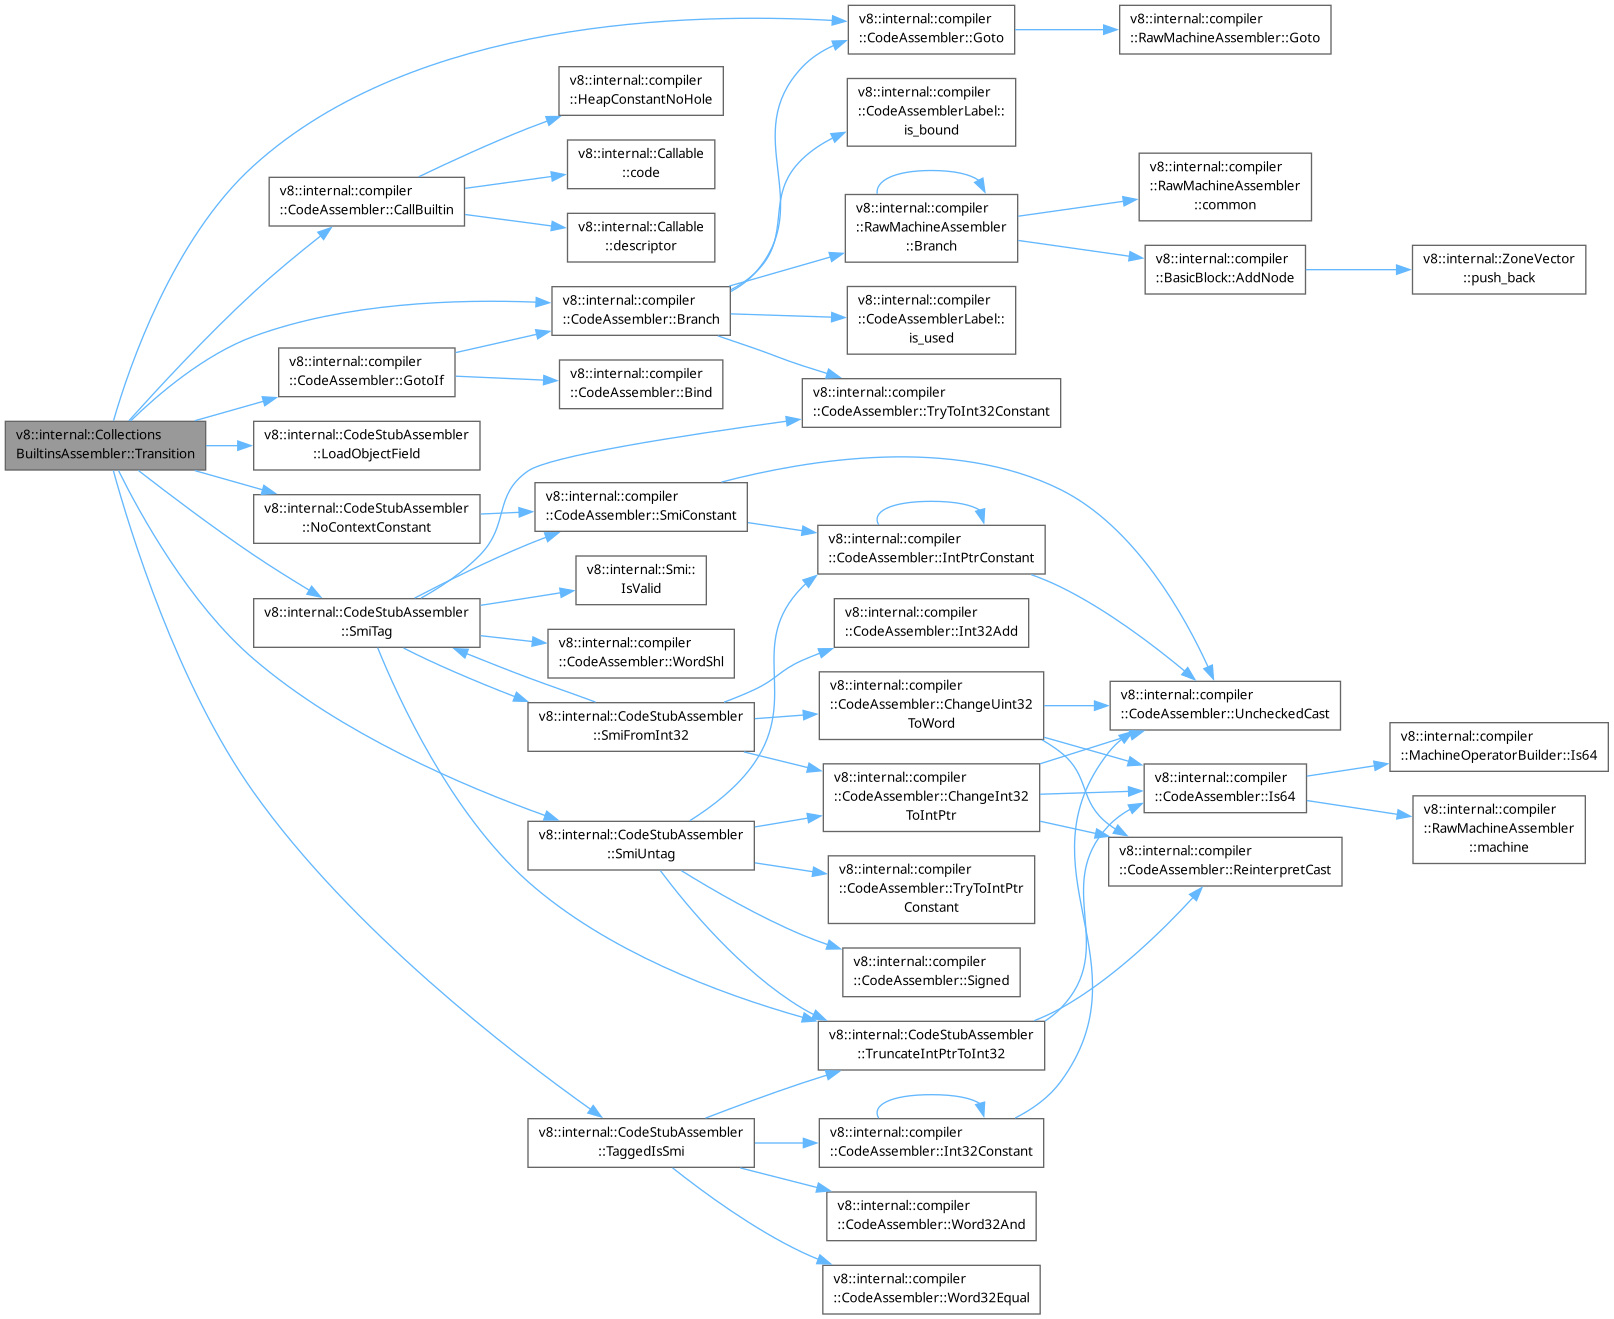 v8::internal::compiler
::CodeAssembler::Goto
v8::internal::compiler
::RawMachineAssembler::Goto
v8::internal::compiler
::HeapConstantNoHole
v8::internal::compiler
::CodeAssemblerLabel::
is_bound
v8::internal::Callable
::code
v8::internal::compiler
::RawMachineAssembler
::common
v8::internal::compiler
::CodeAssembler::CallBuiltin
v8::internal::compiler
::RawMachineAssembler
::Branch
v8::internal::Callable
::descriptor
v8::internal::compiler
::BasicBlock::AddNode
v8::internal::ZoneVector
::push_back
v8::internal::compiler
::CodeAssembler::Branch
v8::internal::compiler
::CodeAssemblerLabel::
is_used
v8::internal::compiler
::CodeAssembler::GotoIf
v8::internal::compiler
::CodeAssembler::Bind
v8::internal::compiler
::CodeAssembler::TryToInt32Constant
v8::internal::Collections
BuiltinsAssembler::Transition
v8::internal::CodeStubAssembler
::LoadObjectField
v8::internal::CodeStubAssembler
::NoContextConstant
v8::internal::compiler
::CodeAssembler::SmiConstant
v8::internal::compiler
::CodeAssembler::IntPtrConstant
v8::internal::Smi::
IsValid
v8::internal::CodeStubAssembler
::SmiTag
v8::internal::compiler
::CodeAssembler::Int32Add
v8::internal::compiler
::CodeAssembler::WordShl
v8::internal::compiler
::CodeAssembler::ChangeUint32
ToWord
v8::internal::compiler
::CodeAssembler::UncheckedCast
v8::internal::CodeStubAssembler
::SmiFromInt32
v8::internal::compiler
::MachineOperatorBuilder::Is64
v8::internal::compiler
::CodeAssembler::ChangeInt32
ToIntPtr
v8::internal::compiler
::CodeAssembler::Is64
v8::internal::compiler
::RawMachineAssembler
::machine
v8::internal::CodeStubAssembler
::SmiUntag
v8::internal::compiler
::CodeAssembler::ReinterpretCast
v8::internal::compiler
::CodeAssembler::TryToIntPtr
Constant
v8::internal::compiler
::CodeAssembler::Signed
v8::internal::CodeStubAssembler
::TruncateIntPtrToInt32
v8::internal::CodeStubAssembler
::TaggedIsSmi
v8::internal::compiler
::CodeAssembler::Int32Constant
v8::internal::compiler
::CodeAssembler::Word32And
v8::internal::compiler
::CodeAssembler::Word32Equal